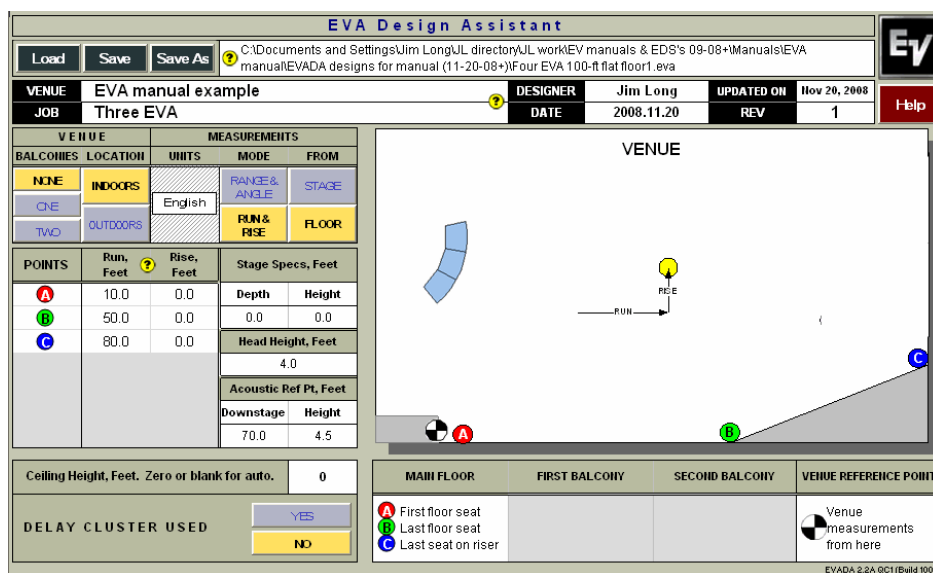 EVA Design Assistant
Load Save Save As ? C:\Documents and Settings\Jim Long\JL directory\JL work\EV manuals & EDS's 09-08+\Manuals\EVA
manual\EVADA designs for manual (11-20-08+)\Four EVA 100-ft flat floor1.eva
EV
VENUE EVA manual example ? DESIGNER Jim Long UPDATED ON Nov 20, 2008
JOB Three EVA DATE 2008.11.20 REV 1
Help
VENUE MEASUREMENTS
BALCONIES LOCATION UNITS MODE FROM
NONE INDOORS English RANGE & ANGLE STAGE
ONE
TWO OUTDOORS RUN & RISE FLOOR
POINTS Run, Feet ? Rise, Feet Stage Specs, Feet
A 10.0 0.0 Depth Height
B 50.0 0.0 0.0 0.0
C 80.0 0.0 Head Height, Feet
4.0
Acoustic Ref Pt, Feet
Downstage Height
70.0 4.5
Ceiling Height, Feet. Zero or blank for auto. 0
DELAY CLUSTER USED YES
NO
VENUE
RISE
RUN
C
A B
MAIN FLOOR FIRST BALCONY SECOND BALCONY VENUE REFERENCE POINT
A First floor seat
B Last floor seat
C Last seat on riser
Venue
measurements
from here
EVADA 2.2A QC1 (Build 100